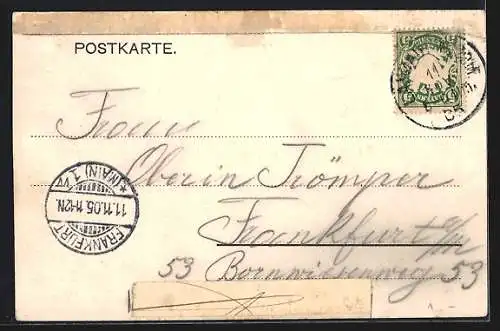 POSTKARTE.
Frau
Oberin Trömper
Frankfurt a/M
53 Bornwiesenweg 53
FRANKFURT
* (MAIN) 1 W
11.11.05. 11-12N.